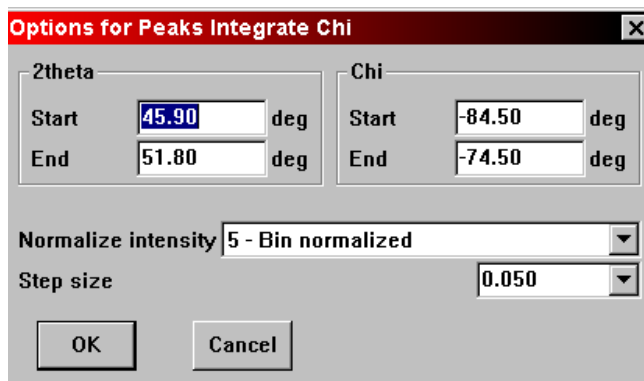 Options for Peaks Integrate Chi
2theta
Start 45.90 deg
End 51.80 deg
Chi
Start -84.50 deg
End -74.50 deg
Normalize intensity 5 - Bin normalized
Step size 0.050
OK Cancel